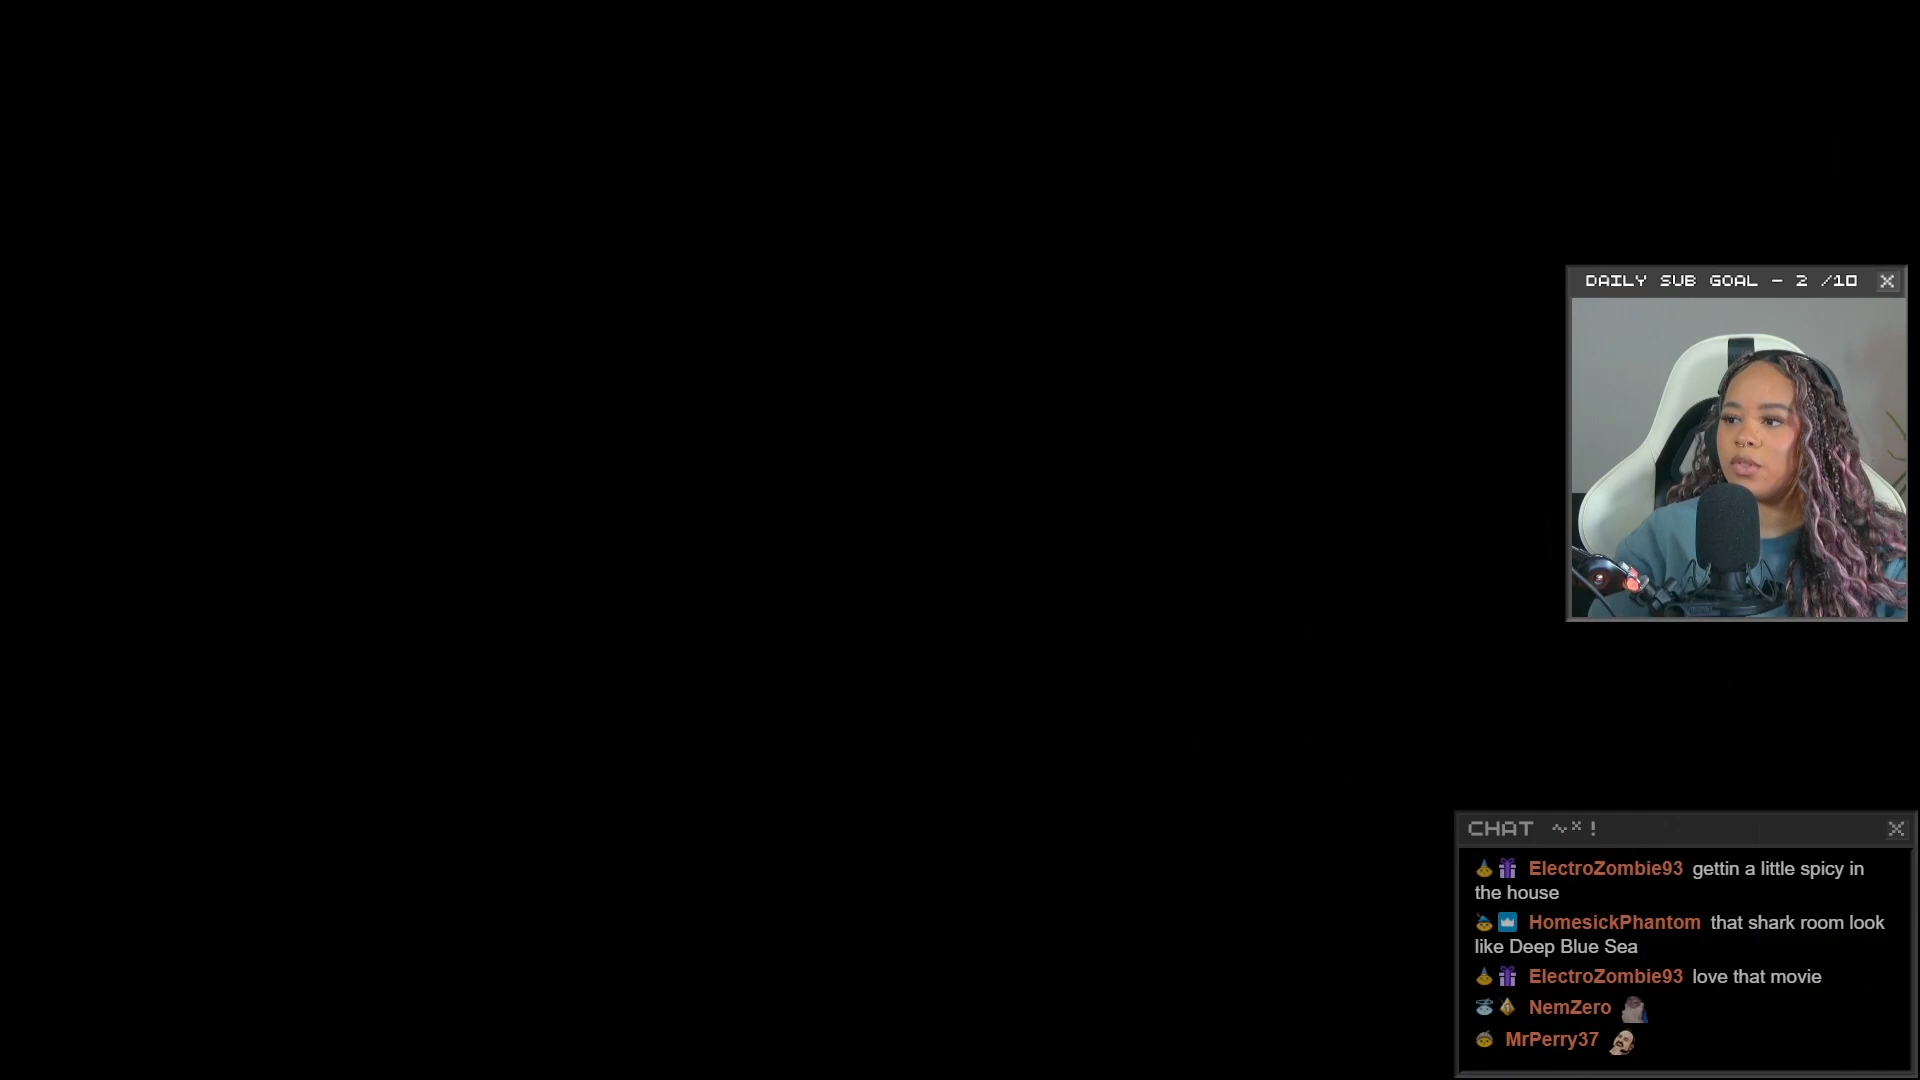 DAILY SUB GOAL - 2 /10
CHAT ~* !
ElectroZombie93 gettin a little spicy in
the house
HomesickPhantom that shark room look
like Deep Blue Sea
ElectroZombie93 love that movie
NemZero
MrPerry37